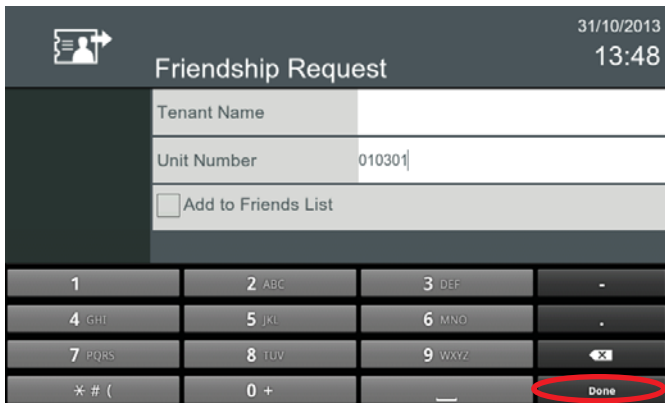 31/10/2013
13:48
Friendship Request
Tenant Name
Unit Number 010301
Add to Friends List
1 2 ABC 3 DEF -
4 GHI 5 JKL 6 MNO .
7 PQRS 8 TUV 9 WXYZ
* # ( 0 + Done